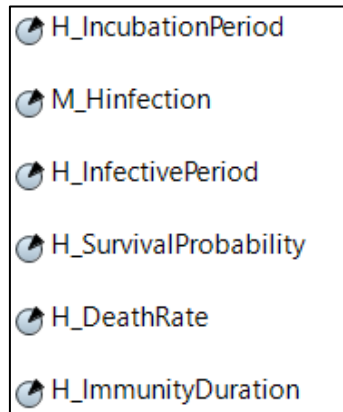 H_IncubationPeriod
M_Hinfection
H_InfectivePeriod
H_SurvivalProbability
H_DeathRate
H_ImmunityDuration